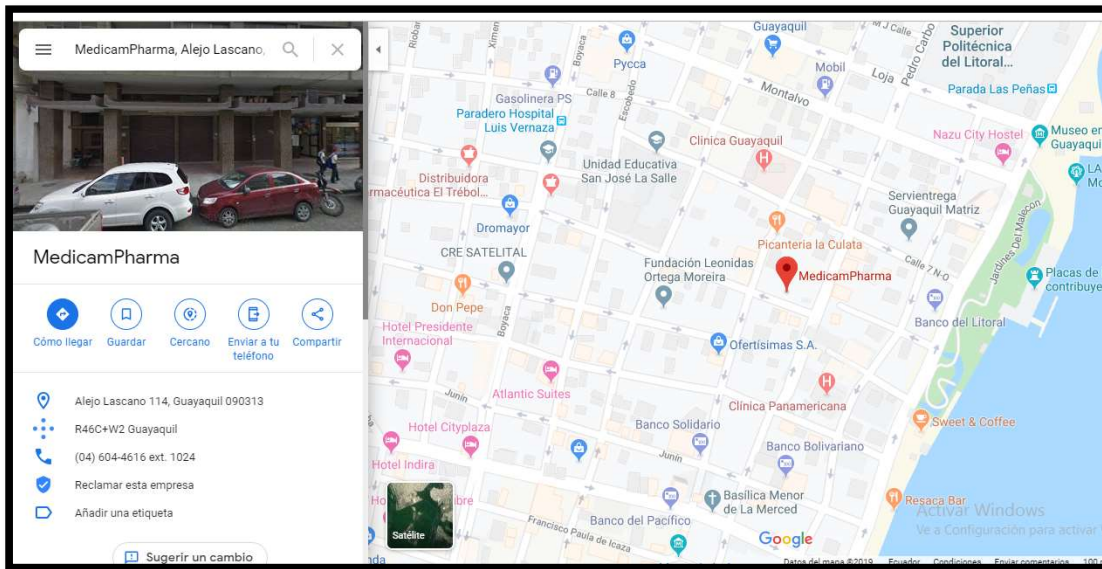 MedicamPharma, Alejo Lascano,
MedicamPharma
Cómo llegar
Guardar
Cercano
Enviar a tu
teléfono
Compartir
Alejo Lascano 114, Guayaquil 090313
R46C+W2 Guayaquil
(04) 604-4616 ext. 1024
Reclamar esta empresa
Añadir una etiqueta
Sugerir un cambio
Boyaca
Pycca
Guayaquil
Mobil
Loja
Pedro Carbo
Superior
Politécnica
del Litoral...
Parada Las Peñas
Gasolinera PS
Calle 8
Escobedo
Montalvo
Paradero Hospital
Luis Vernaza
Clinica Guayaquil
Nazu City Hostel
Museo en
Guayaqui
Unidad Educativa
San José La Salle
Distribuidora
rmacéutica El Trébol...
Servientrega
Guayaquil Matriz
Dromayor
Picanteria la Culata
Jardines Del Malecon
CRE SATELITAL
Fundación Leonidas
Ortega Moreira
MedicamPharma
Calle 7 N-O
Placas de
contribuye
Don Pepe
Boyaca
Banco del Litoral
Hotel Presidente
Internacional
Ofertísimas S.A.
Atlantic Suites
Junín
Clínica Panamericana
Hotel Cityplaza
Banco Solidario
Sweet & Coffee
Junín
Banco Bolivariano
Hotel Indira
Satélite
Basílica Menor
de La Merced
Resaca Bar
Banco del Pacífico
Francisco Paula de Icaza
Google
Activar Windows
Ve a Configuración para activar
Datos del mapa ©2019 Ecuador Condiciones Enviar comentarios